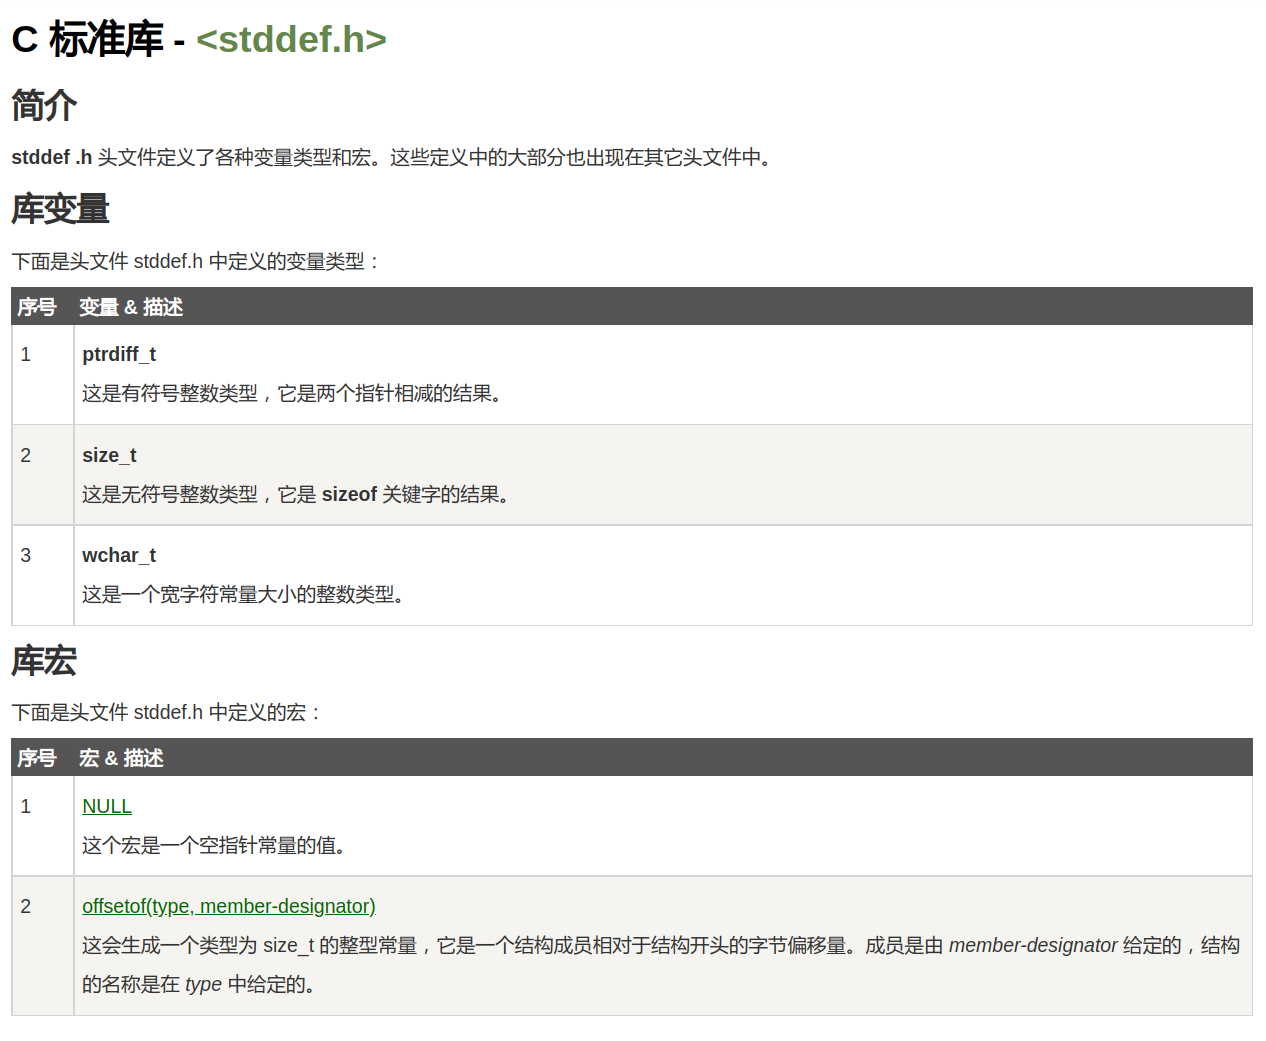 C 标准库 - <stddef.h>
简介
stddef .h 头文件定义了各种变量类型和宏。这些定义中的大部分也出现在其它头文件中。
库变量
下面是头文件 stddef.h 中定义的变量类型：
序号 变量 & 描述
1 ptrdiff_t
这是有符号整数类型，它是两个指针相减的结果。
2 size_t
这是无符号整数类型，它是 sizeof 关键字的结果。
3 wchar_t
这是一个宽字符常量大小的整数类型。
库宏
下面是头文件 stddef.h 中定义的宏：
序号 宏 & 描述
1 NULL
这个宏是一个空指针常量的值。
2 offsetof(type, member-designator)
这会生成一个类型为 size_t 的整型常量，它是一个结构成员相对于结构开头的字节偏移量。成员是由 member-designator 给定的，结构
的名称是在 type 中给定的。